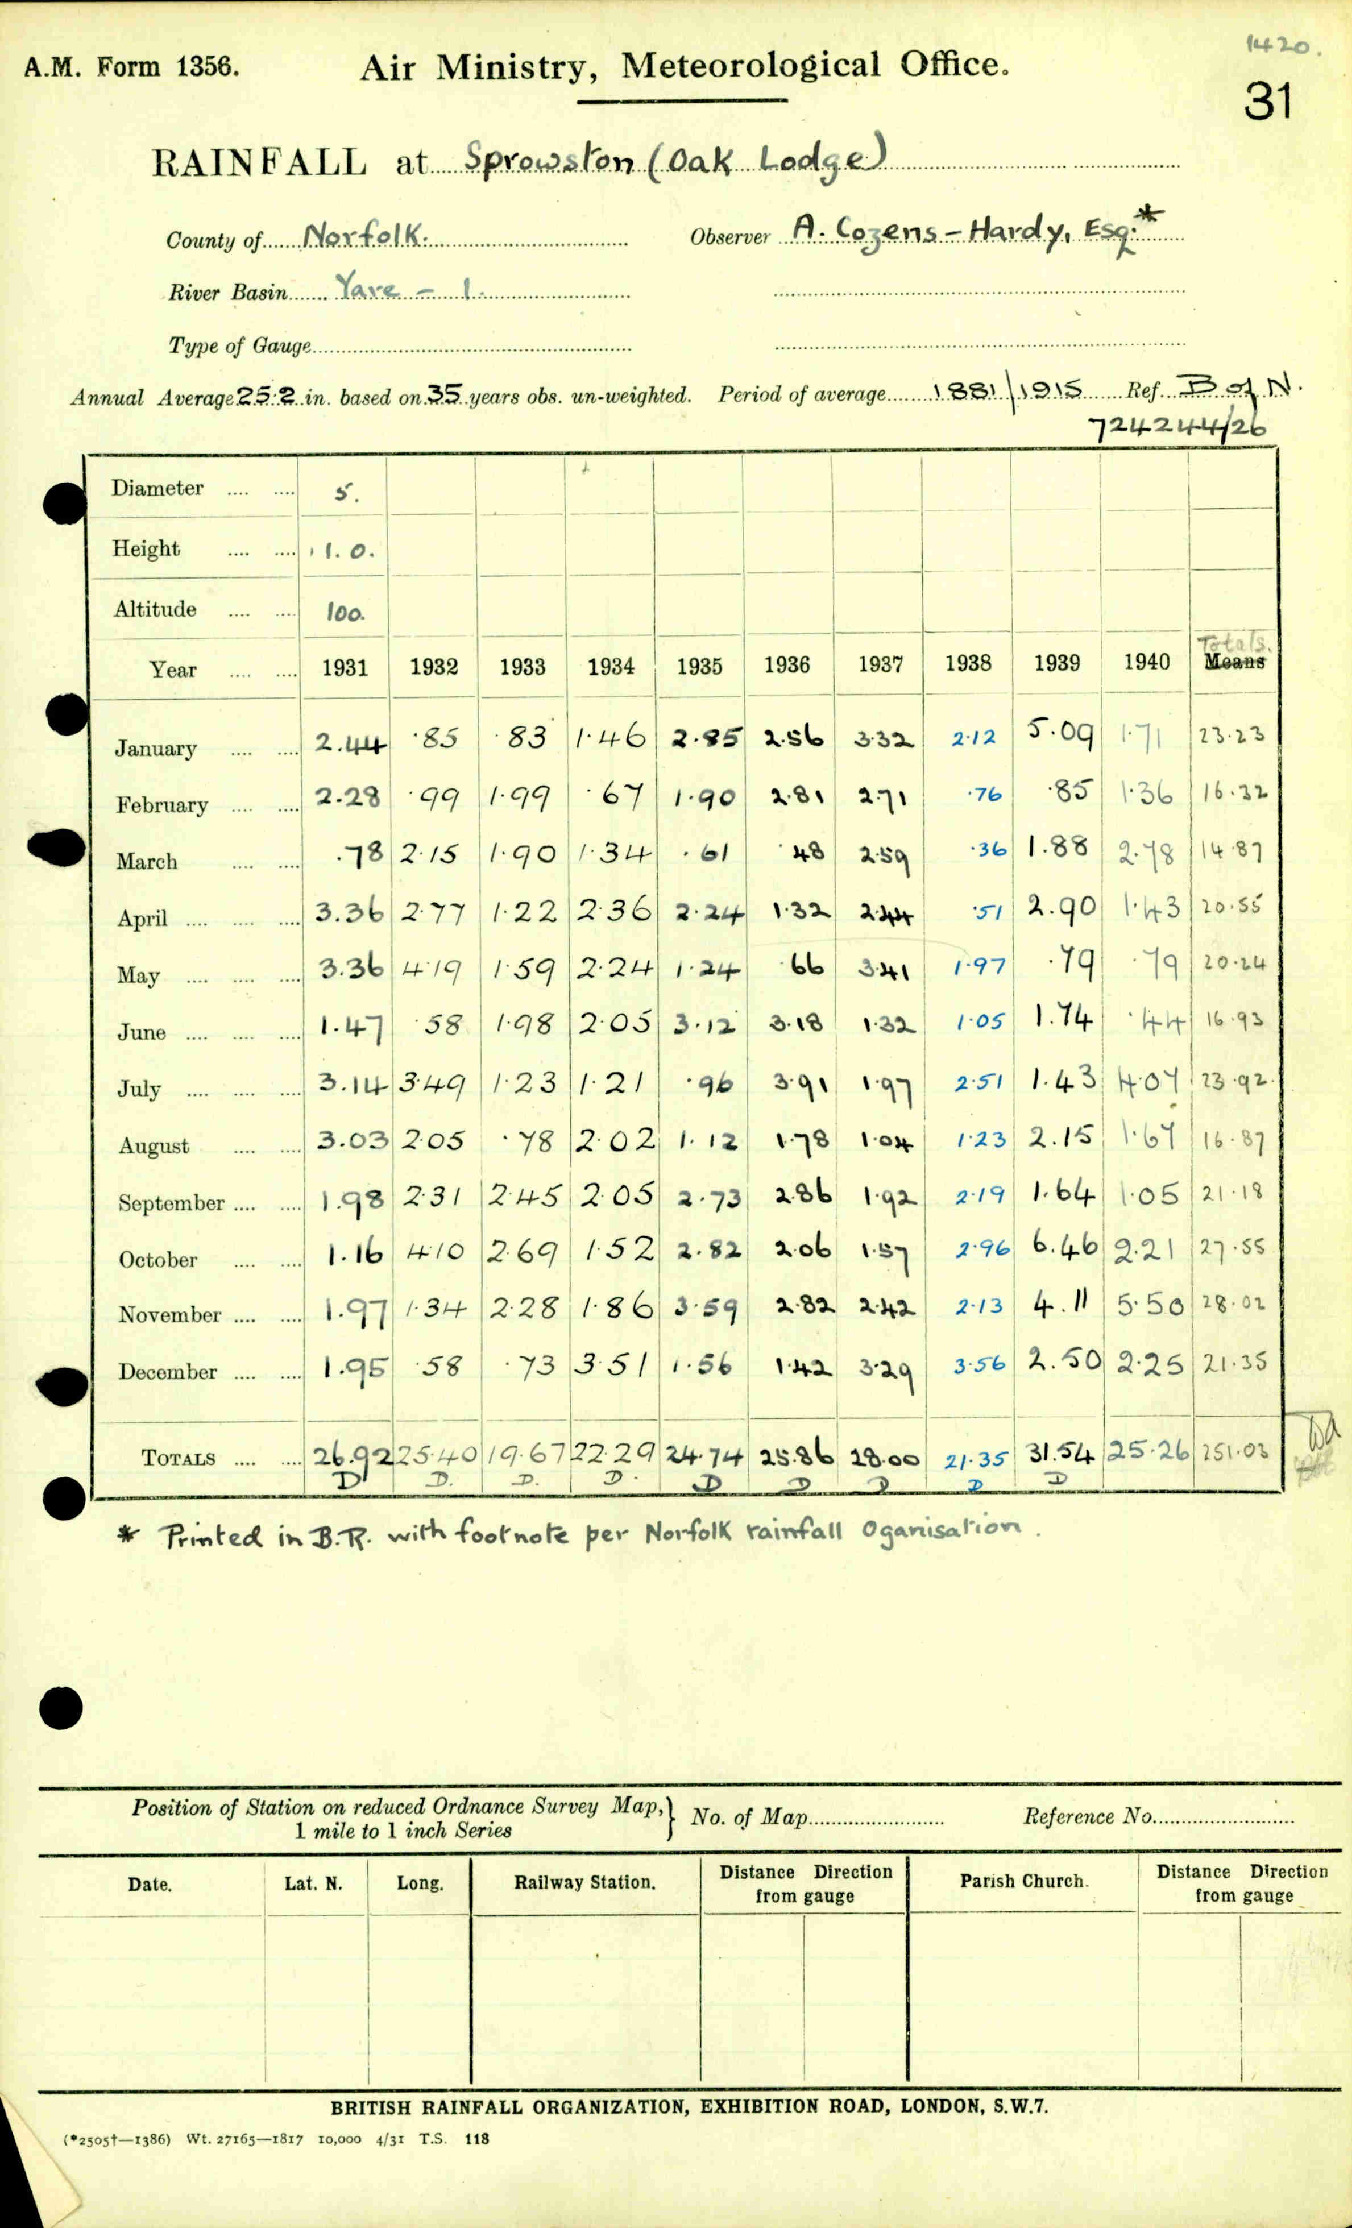 1420.
A.M. Form 1356. Air Ministry, Meteorological Office.
31
RAINFALL at Sprowston (Oak Lodge)
County of Norfolk. Observer A. Cozens-Hardy, Esq.*
River Basin Yare - 1.
Type of Gauge
Annual Average 25.2 in. based on 35 years obs. un-weighted. Period of average 1881/1915 Ref. B of N.
724244/26
Diameter 5.
Height 1.0.
Altitude 100.
Totals.
Year 1931 1932 1933 1934 1935 1936 1937 1938 1939 1940 Means
January 2.44 .85 .83 1.46 2.85 2.56 3.32 2.12 5.09 1.71 23.23
February 2.28 .99 1.99 .67 1.90 2.81 2.71 .76 .85 1.36 16.32
March .78 2.15 1.90 1.34 .61 .48 2.59 .36 1.88 2.78 14.87
April 3.36 2.77 1.22 2.36 2.24 1.32 2.44 .51 2.90 1.43 20.55
May 3.36 4.19 1.59 2.24 1.24 .66 3.41 1.97 .79 .79 20.24
June 1.47 .58 1.98 2.05 3.12 3.18 1.32 1.05 1.74 .44 16.93
July 3.14 3.49 1.23 1.21 .96 3.91 1.97 2.51 1.43 4.07 23.92
August 3.03 2.05 .78 2.02 1.12 1.78 1.04 1.23 2.15 1.67 16.87
September 1.98 2.31 2.45 2.05 2.73 2.86 1.92 2.19 1.64 1.05 21.18
October 1.16 4.10 2.69 1.52 2.82 2.06 1.57 2.96 6.46 2.21 27.55
November 1.97 1.34 2.28 1.86 3.59 2.82 2.42 2.13 4.11 5.50 28.02
December 1.95 .58 .73 3.51 1.56 1.42 3.29 3.56 2.50 2.25 21.35
TOTALS 26.92 25.40 19.67 22.29 24.74 25.86 28.00 21.35 31.54 25.26 251.03
D D. D. D. D D D D D
* Printed in B.R. with footnote per Norfolk rainfall Oganisation.
Position of Station on reduced Ordnance Survey Map, } No. of Map Reference No.
1 mile to 1 inch Series
Date. Lat. N. Long. Railway Station. Distance Direction from gauge Parish Church. Distance Direction from gauge
BRITISH RAINFALL ORGANIZATION, EXHIBITION ROAD, LONDON, S.W.7.
(*2505†—1386) Wt. 27165—1817 10,000 4/31 T.S. 118